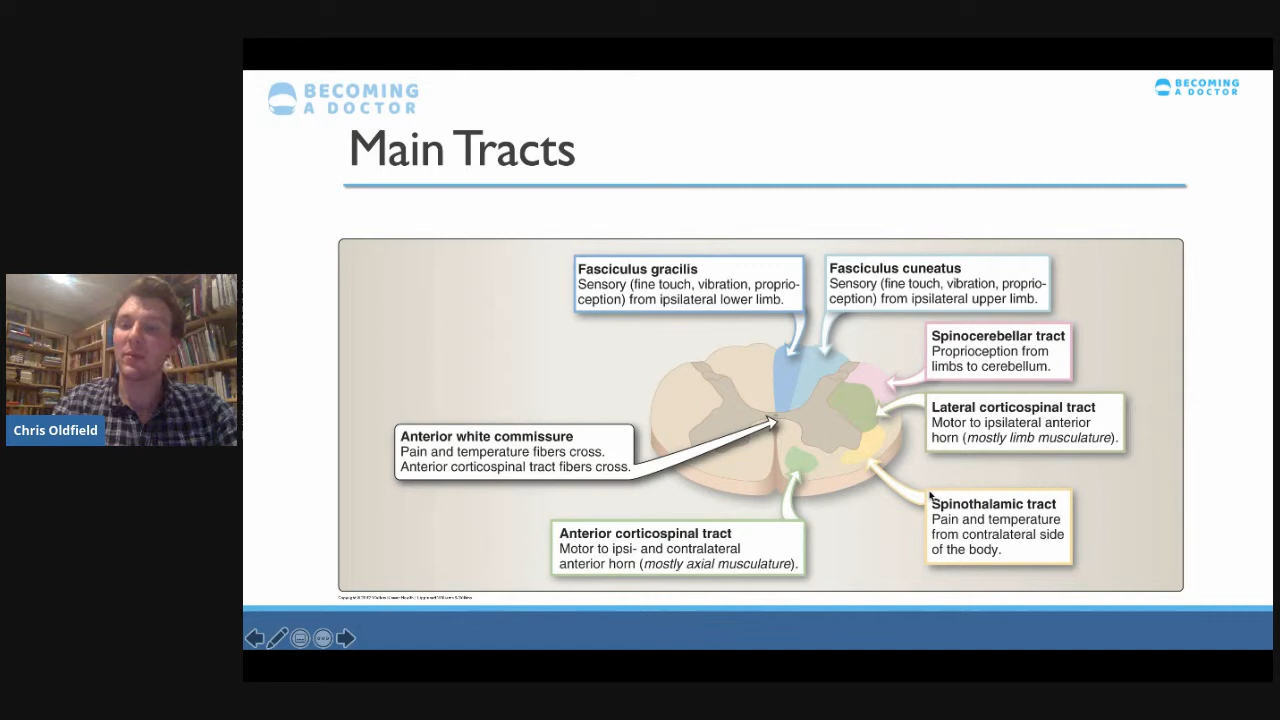 BECOMING
A DOCTOR
BECOMING
A DOCTOR
Main Tracts
Fasciculus gracilis
Sensory (fine touch, vibration, proprio-
ception) from ipsilateral lower limb.
Fasciculus cuneatus
Sensory (fine touch, vibration, proprio-
ception) from ipsilateral upper limb.
Spinocerebellar tract
Proprioception from
limbs to cerebellum.
Lateral corticospinal tract
Motor to ipsilateral anterior
horn (mostly limb musculature).
Anterior white commissure
Pain and temperature fibers cross.
Anterior corticospinal tract fibers cross.
Spinothalamic tract
Pain and temperature
from contralateral side
of the body.
Anterior corticospinal tract
Motor to ipsi- and contralateral
anterior horn (mostly axial musculature).
Chris Oldfield